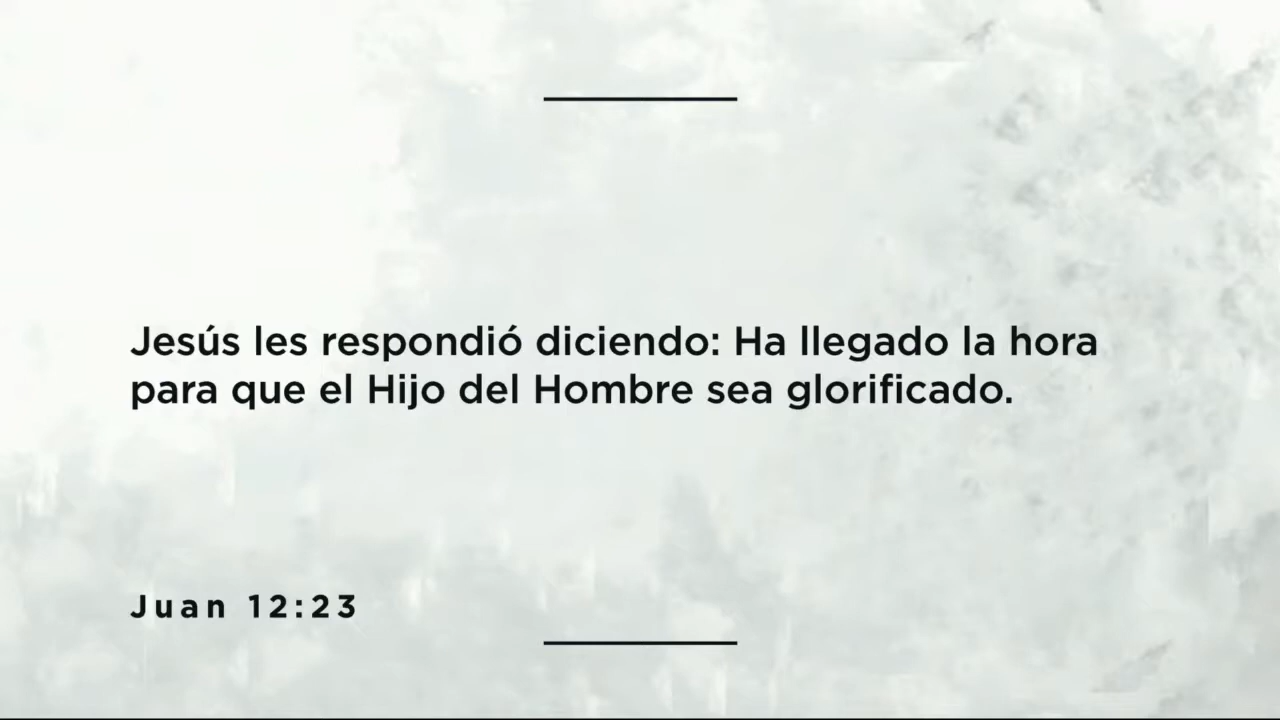 Jesús les respondió diciendo: Ha llegado la hora
para que el Hijo del Hombre sea glorificado.
Juan 12:23